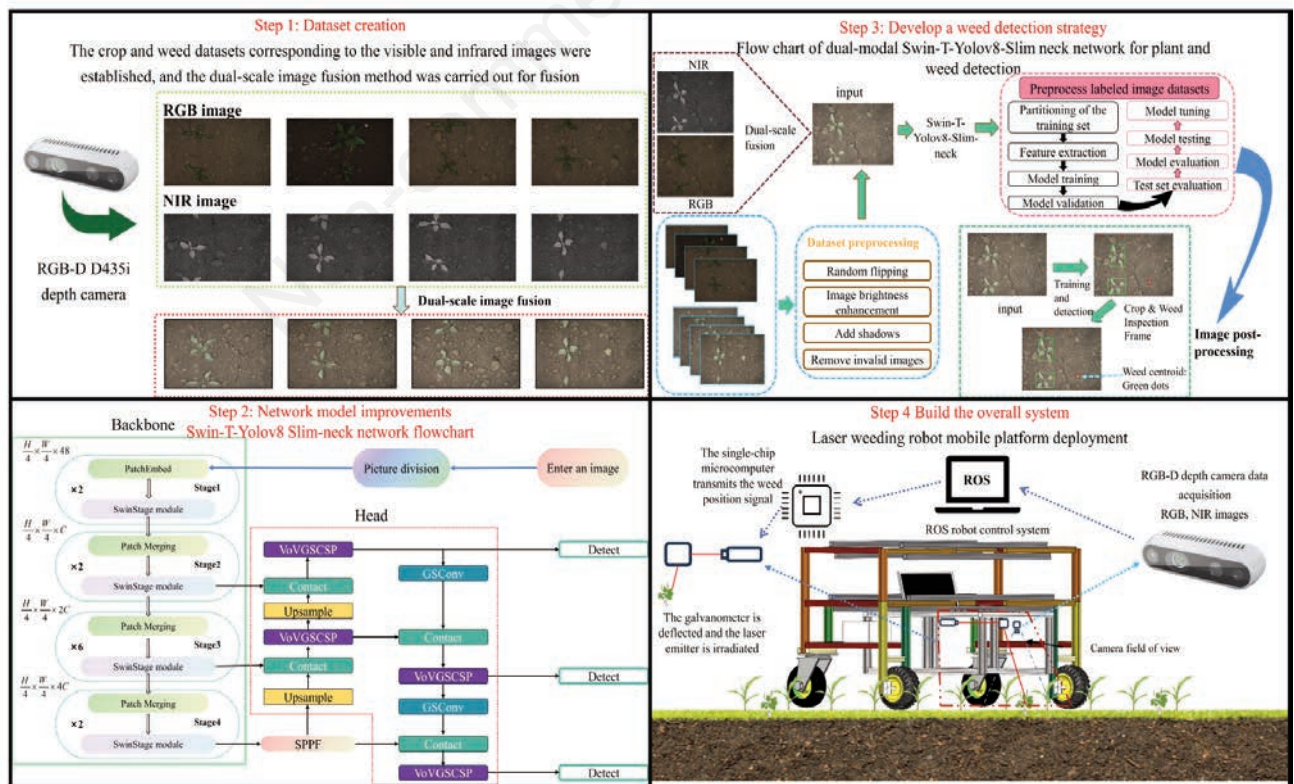 Step 1: Dataset creation
The crop and weed datasets corresponding to the visible and infrared images were
established, and the dual-scale image fusion method was carried out for fusion
RGB image
NIR image
RGB-D D435i
depth camera
Dual-scale image fusion
Step 3: Develop a weed detection strategy
Flow chart of dual-modal Swin-T-Yolov8-Slim neck network for plant and
weed detection
NIR
RGB
Dual-scale
fusion
input
Swin-T-
Yolov8-Slim-
neck
Preprocess labeled image datasets
Partitioning of the
training set
Feature extraction
Model training
Model validation
Model tuning
Model testing
Model evaluation
Test set evaluation
Dataset preprocessing
Random flipping
Image brightness
enhancement
Add shadows
Remove invalid images
input
Training
and
detection
Crop & Weed
Inspection
Frame
Weed centroid:
Green dots
Image post-
processing
Step 2: Network model improvements
Swin-T-Yolov8 Slim-neck network flowchart
Backbone
H/4 × W/4 × 48
PatchEmbed
×2
Stage1
SwinStage module
H/4 × W/4 × C
Patch Merging
×2
Stage2
SwinStage module
H/4 × W/4 × 2C
Patch Merging
×6
Stage3
SwinStage module
H/4 × W/4 × 4C
Patch Merging
×2
Stage4
SwinStage module
Picture division
Enter an image
Head
VoVGSCSP
Contact
Upsample
VoVGSCSP
Contact
Upsample
SPPF
GSConv
Contact
VoVGSCSP
GSConv
Contact
VoVGSCSP
Detect
Detect
Detect
Step 4 Build the overall system
Laser weeding robot mobile platform deployment
The single-chip
microcomputer
transmits the weed
position signal
ROS
ROS robot control system
RGB-D depth camera data
acquisition
RGB, NIR images
The galvanometer is
deflected and the laser
emitter is irradiated
Camera field of view